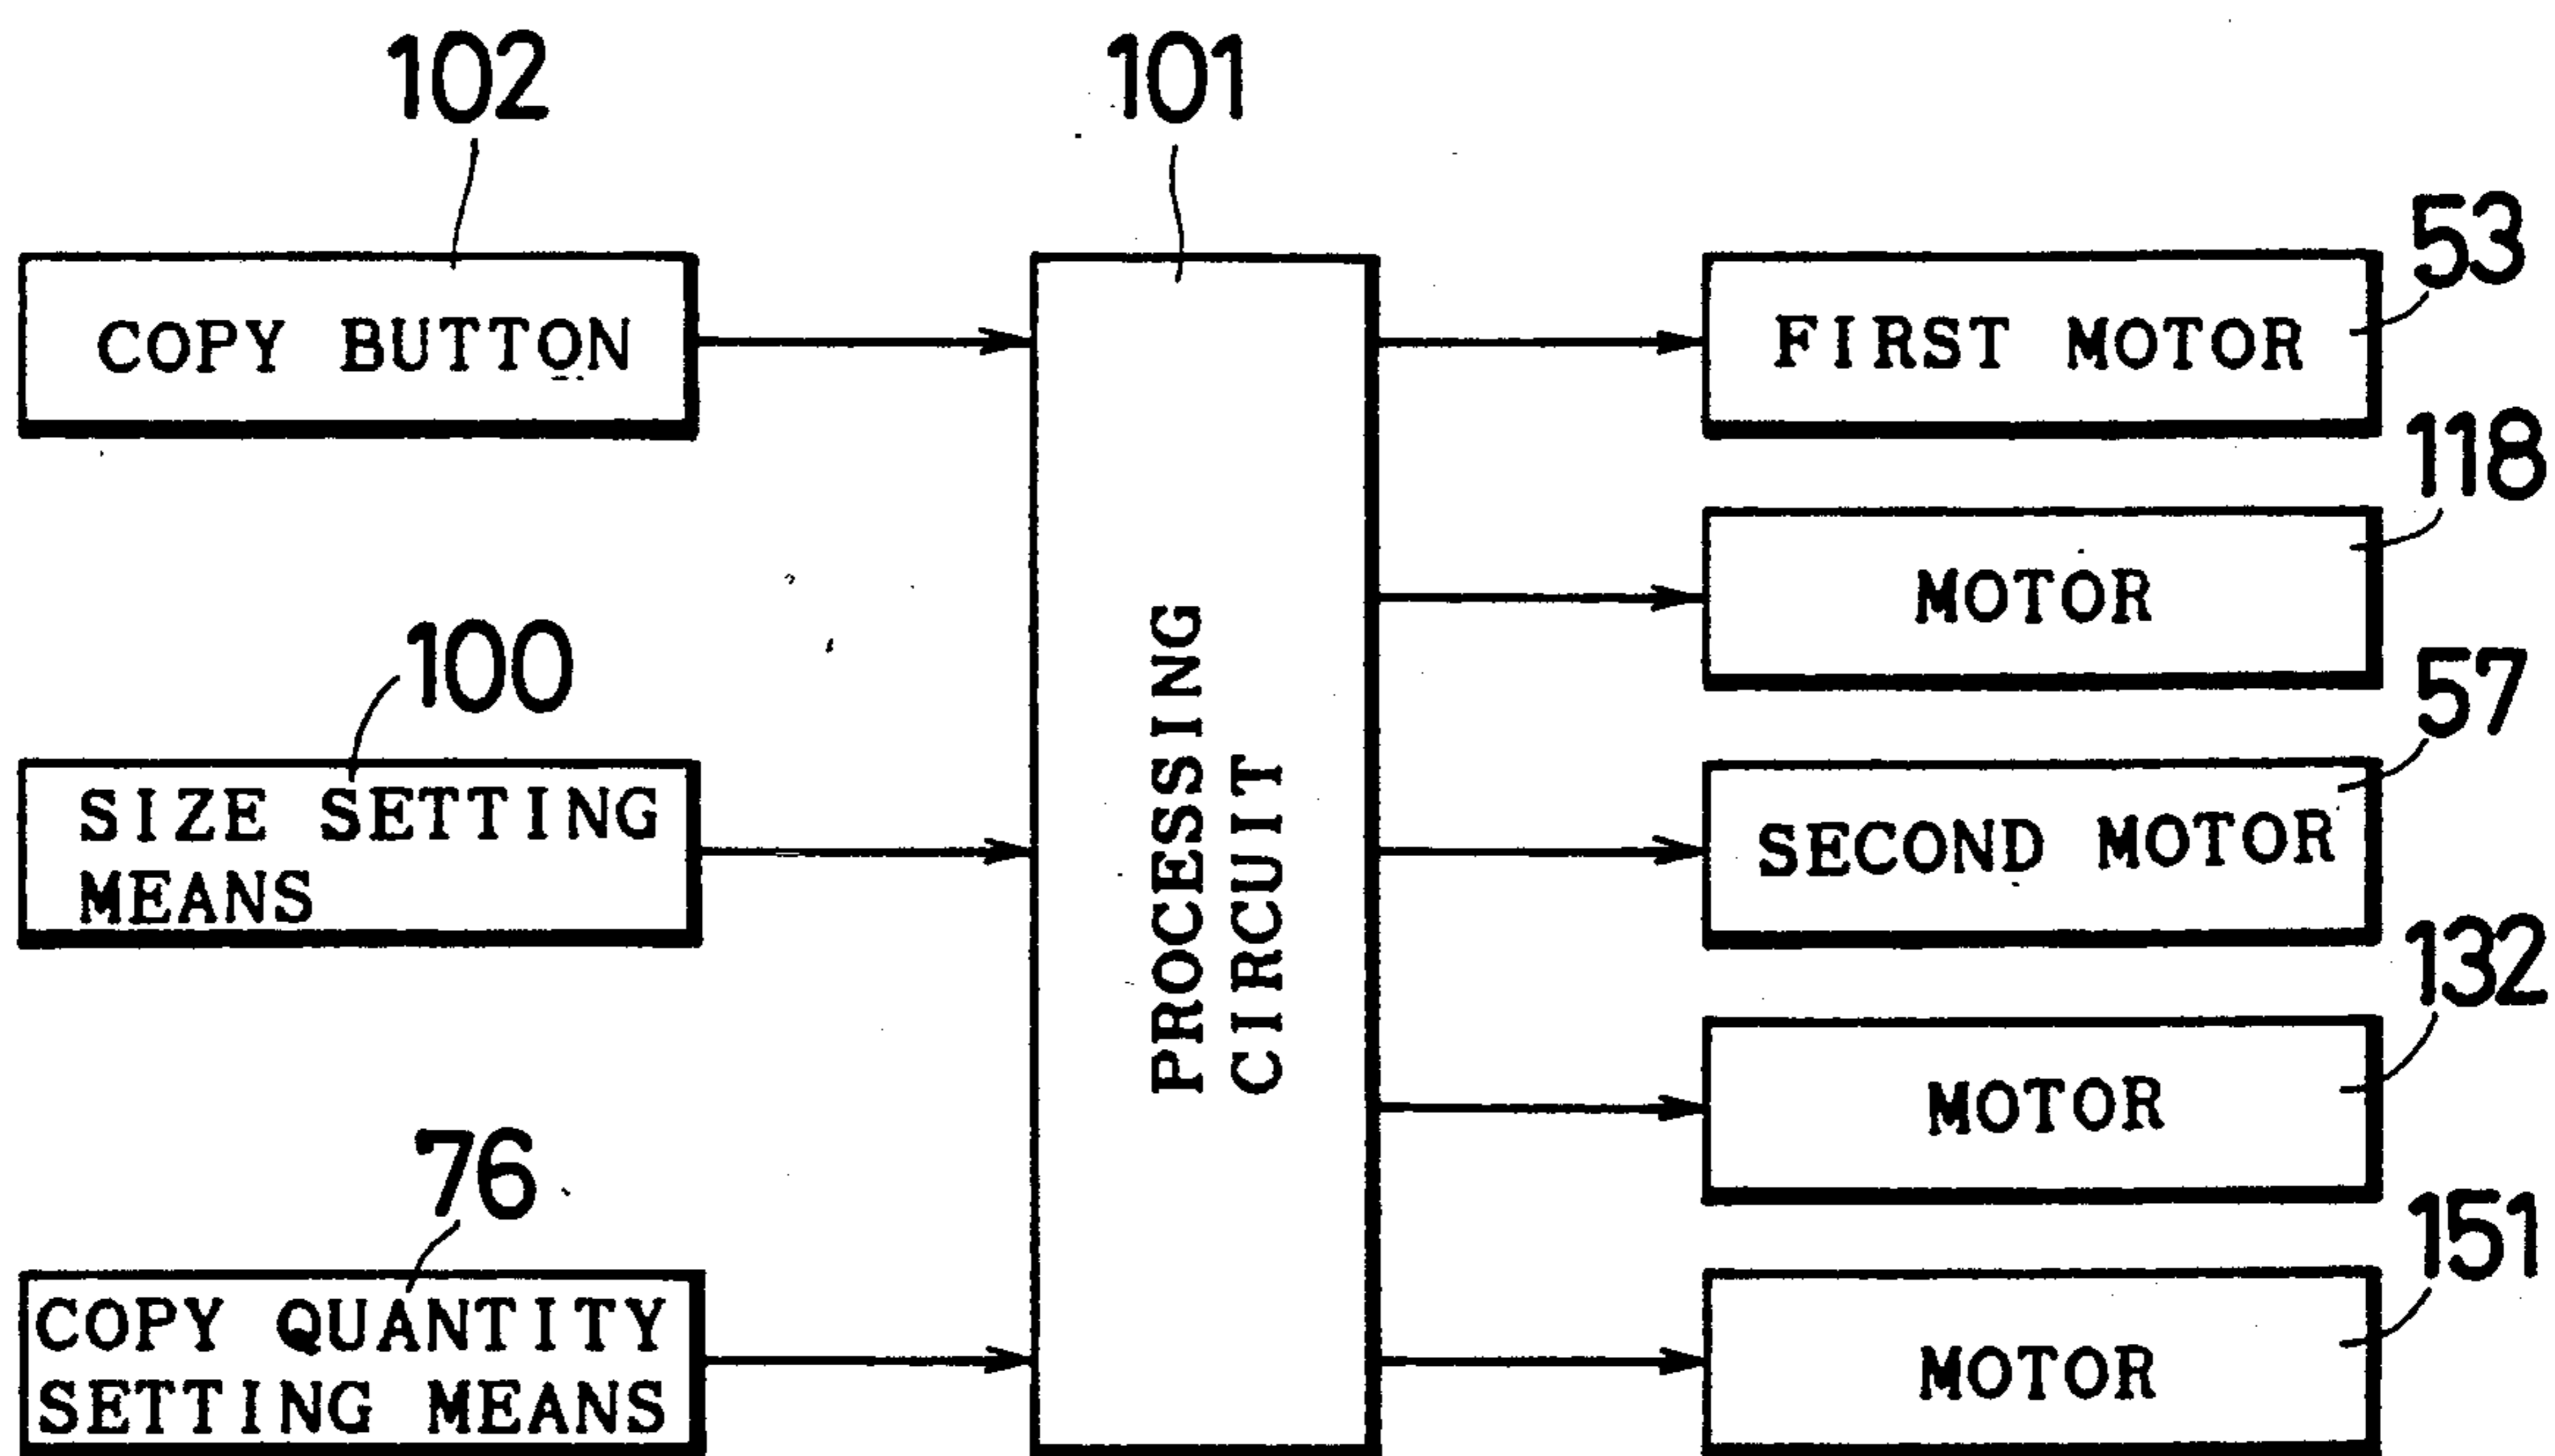 102
COPY BUTTON
100
SIZE SETTING
MEANS
76
COPY QUANTITY
SETTING MEANS
101
PROCESSING
CIRCUIT
53
FIRST MOTOR
118
MOTOR
57
SECOND MOTOR
132
MOTOR
151
MOTOR